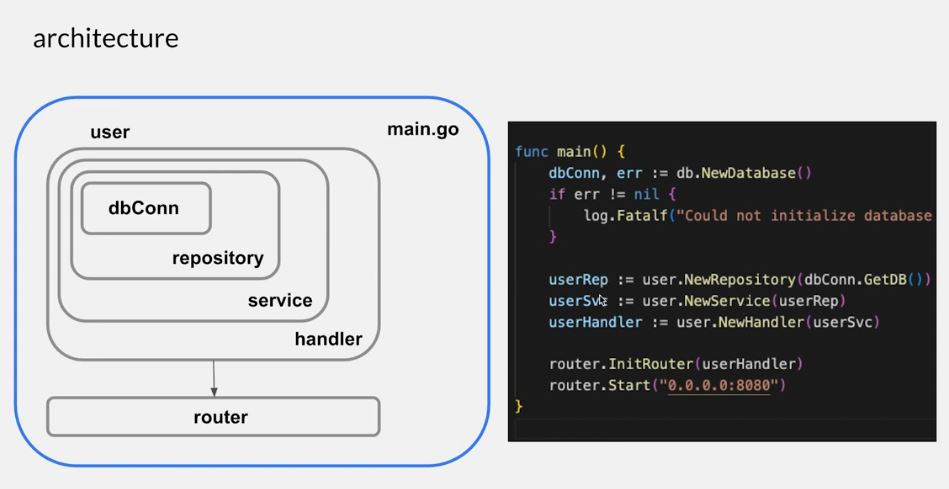 architecture
user
main.go
dbConn
repository
service
handler
router
func main() {
dbConn, err := db.NewDatabase()
if err != nil {
log.Fatalf("Could not initialize database
}
userRep := user.NewRepository(dbConn.GetDB())
userSvc := user.NewService(userRep)
userHandler := user.NewHandler(userSvc)
router.InitRouter(userHandler)
router.Start("0.0.0.0:8080")
}